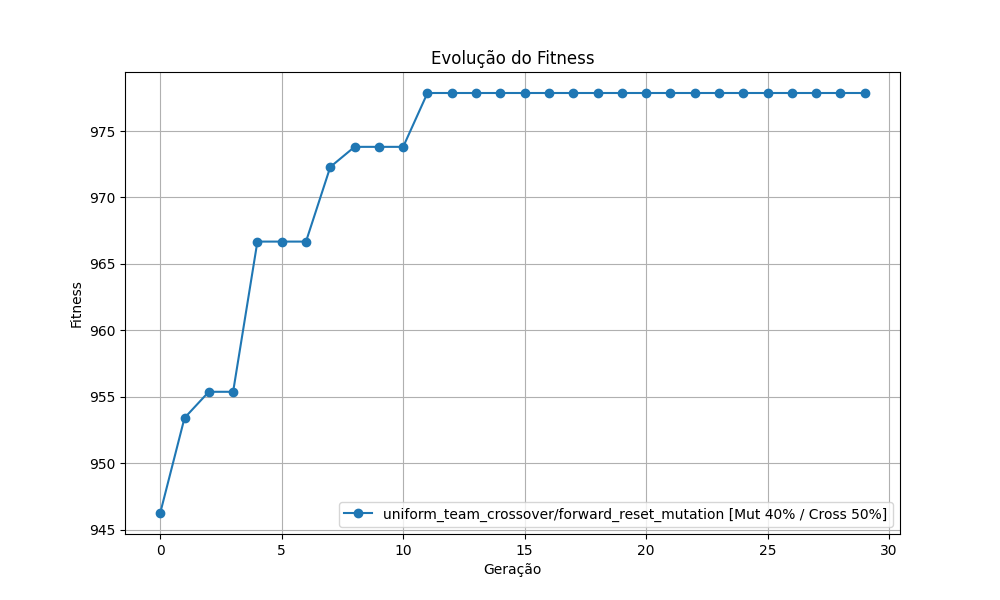 Evolução do Fitness
Fitness
975
970
965
960
955
950
945
uniform_team_crossover/forward_reset_mutation [Mut 40% / Cross 50%]
0 5 10 15 20 25 30
Geração